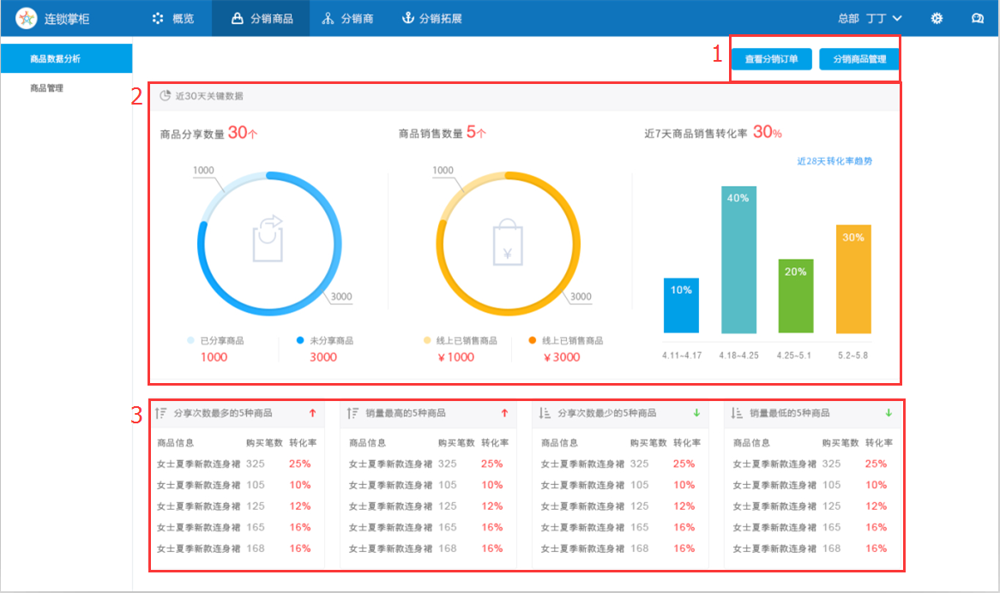 连锁掌柜 概览 分销商品 分销商 分销拓展 总部 丁丁
商品数据分析
商品管理
1 查看分销订单 分销商品管理
2 近30天关键数据
商品分享数量 30个 商品销售数量 5个 近7天商品销售转化率 30%
近28天转化率趋势
1000 1000
40%
30%
20%
10%
3000 3000
已分享商品 未分享商品 线上已销售商品 线上已销售商品
1000 3000 ¥1000 ¥3000
4.11~4.17 4.18~4.25 4.25~5.1 5.2~5.8
3 分享次数最多的5种商品 销量最高的5种商品 分享次数最少的5种商品 销量最低的5种商品
商品信息 购买笔数 转化率 商品信息 购买笔数 转化率 商品信息 购买笔数 转化率 商品信息 购买笔数 转化率
女士夏季新款连身裙 325 25% 女士夏季新款连身裙 325 25% 女士夏季新款连身裙 325 25% 女士夏季新款连身裙 325 25%
女士夏季新款连身裙 105 10% 女士夏季新款连身裙 105 10% 女士夏季新款连身裙 105 10% 女士夏季新款连身裙 105 10%
女士夏季新款连身裙 125 12% 女士夏季新款连身裙 125 12% 女士夏季新款连身裙 125 12% 女士夏季新款连身裙 125 12%
女士夏季新款连身裙 165 16% 女士夏季新款连身裙 165 16% 女士夏季新款连身裙 165 16% 女士夏季新款连身裙 165 16%
女士夏季新款连身裙 168 16% 女士夏季新款连身裙 168 16% 女士夏季新款连身裙 168 16% 女士夏季新款连身裙 168 16%